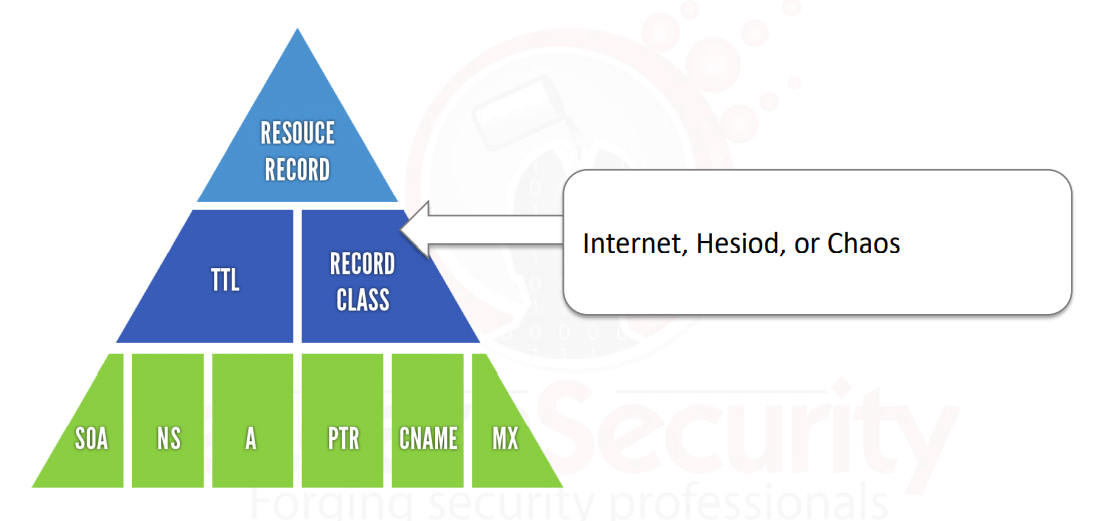 RESOUCE
RECORD
TTL
RECORD
CLASS
Internet, Hesiod, or Chaos
SOA
NS
A
PTR
CNAME
MX
Security
Forging security professionals